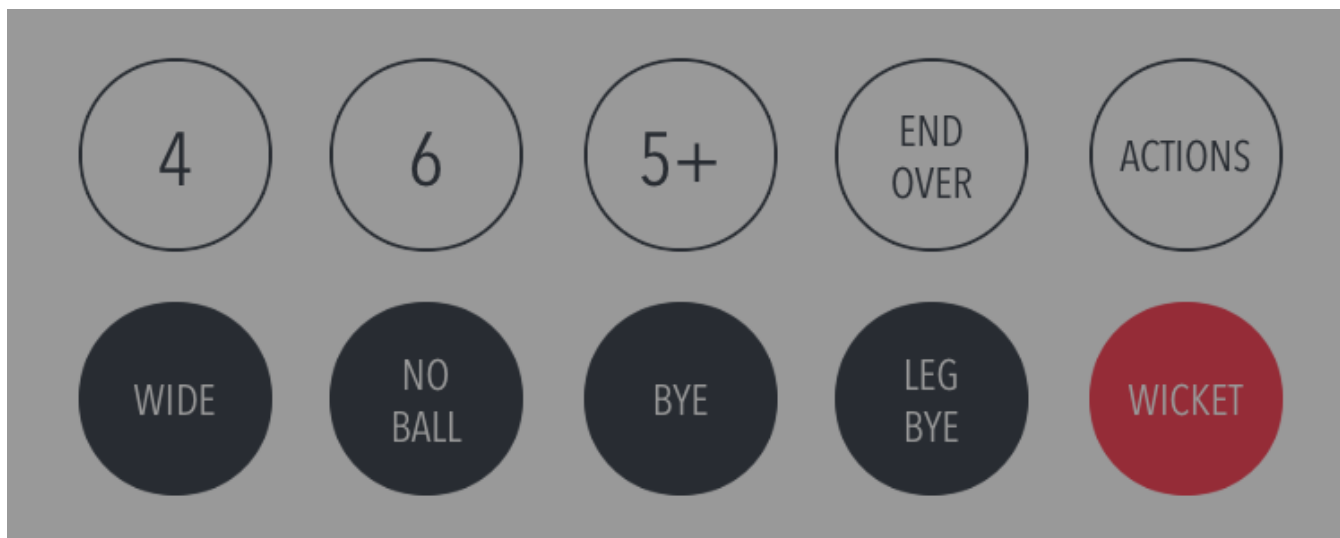 4
6
5+
END
OVER
ACTIONS
WIDE
NO
BALL
BYE
LEG
BYE
WICKET